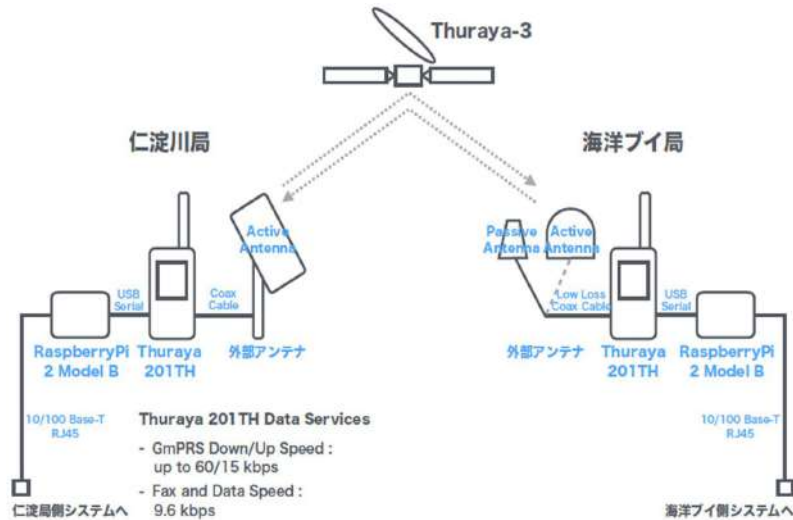 Thuraya-3
仁淀川局
海洋ブイ局
Active
Antenna
Passive
Antenna
Active
Antenna
USB
Serial
Coax
Cable
Low Loss
Coax Cable
USB
Serial
RaspberryPi
2 Model B
Thuraya
201TH
外部アンテナ
外部アンテナ
Thuraya
201TH
RaspberryPi
2 Model B
10/100 Base-T
RJ45
Thuraya 201TH Data Services
- GmPRS Down/Up Speed :
up to 60/15 kbps
- Fax and Data Speed :
9.6 kbps
10/100 Base-T
RJ45
仁淀局側システムへ
海洋ブイ側システムへ